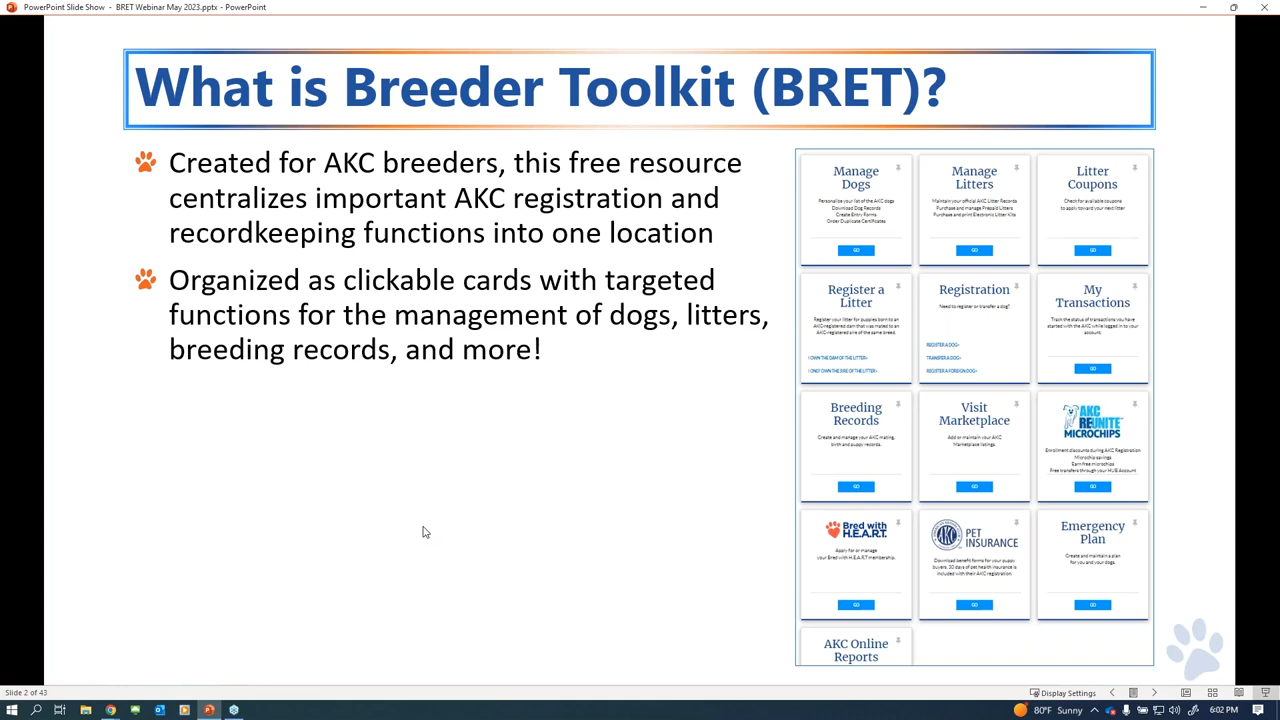 PowerPoint Slide Show - BRET Webinar May 2023.pptx - PowerPoint
What is Breeder Toolkit (BRET)?
Created for AKC breeders, this free resource
centralizes important AKC registration and
recordkeeping functions into one location
Organized as clickable cards with targeted
functions for the management of dogs, litters,
breeding records, and more!
Manage
Dogs
Personalize your list of the AKC dogs
Download Dog Records
Create Entry Forms
Order Duplicate Certificates
GO
Manage
Litters
Maintain your official AKC Litter Records
Purchase and manage Prepaid Litters
Purchase and print Electronic Litter Kits
GO
Litter
Coupons
Check for available coupons
to apply toward your next litter
GO
Register a
Litter
Register your litter for puppies born to an
AKC-registered dam that was mated to an
AKC-registered sire of the same breed.
I OWN THE DAM OF THE LITTER>
I ONLY OWN THE SIRE OF THE LITTER>
Registration
Need to register or transfer a dog?
REGISTER A DOG>
TRANSFER A DOG>
REGISTER A FOREIGN DOG>
My
Transactions
Track the status of transactions you have
started with the AKC while logged in to your
account.
GO
Breeding
Records
Create and manage your AKC mating,
birth and puppy records.
GO
Visit
Marketplace
Add or maintain your AKC
Marketplace listings.
GO
AKC
REUNITE
MICROCHIPS
Enrollment discounts during AKC Registration
Microchip savings
Earn free microchips
Free transfers through your HUB Account
GO
Bred with
H.E.A.R.T.
Apply for or manage
your Bred with H.E.A.R.T membership.
GO
AKC
PET
INSURANCE
Download benefit forms for your puppy
buyers. 30 days of pet health insurance is
included with their AKC registration.
GO
Emergency
Plan
Create and maintain a plan
for you and your dogs.
GO
AKC Online
Reports
Slide 2 of 43
Display Settings
80°F Sunny
6:02 PM